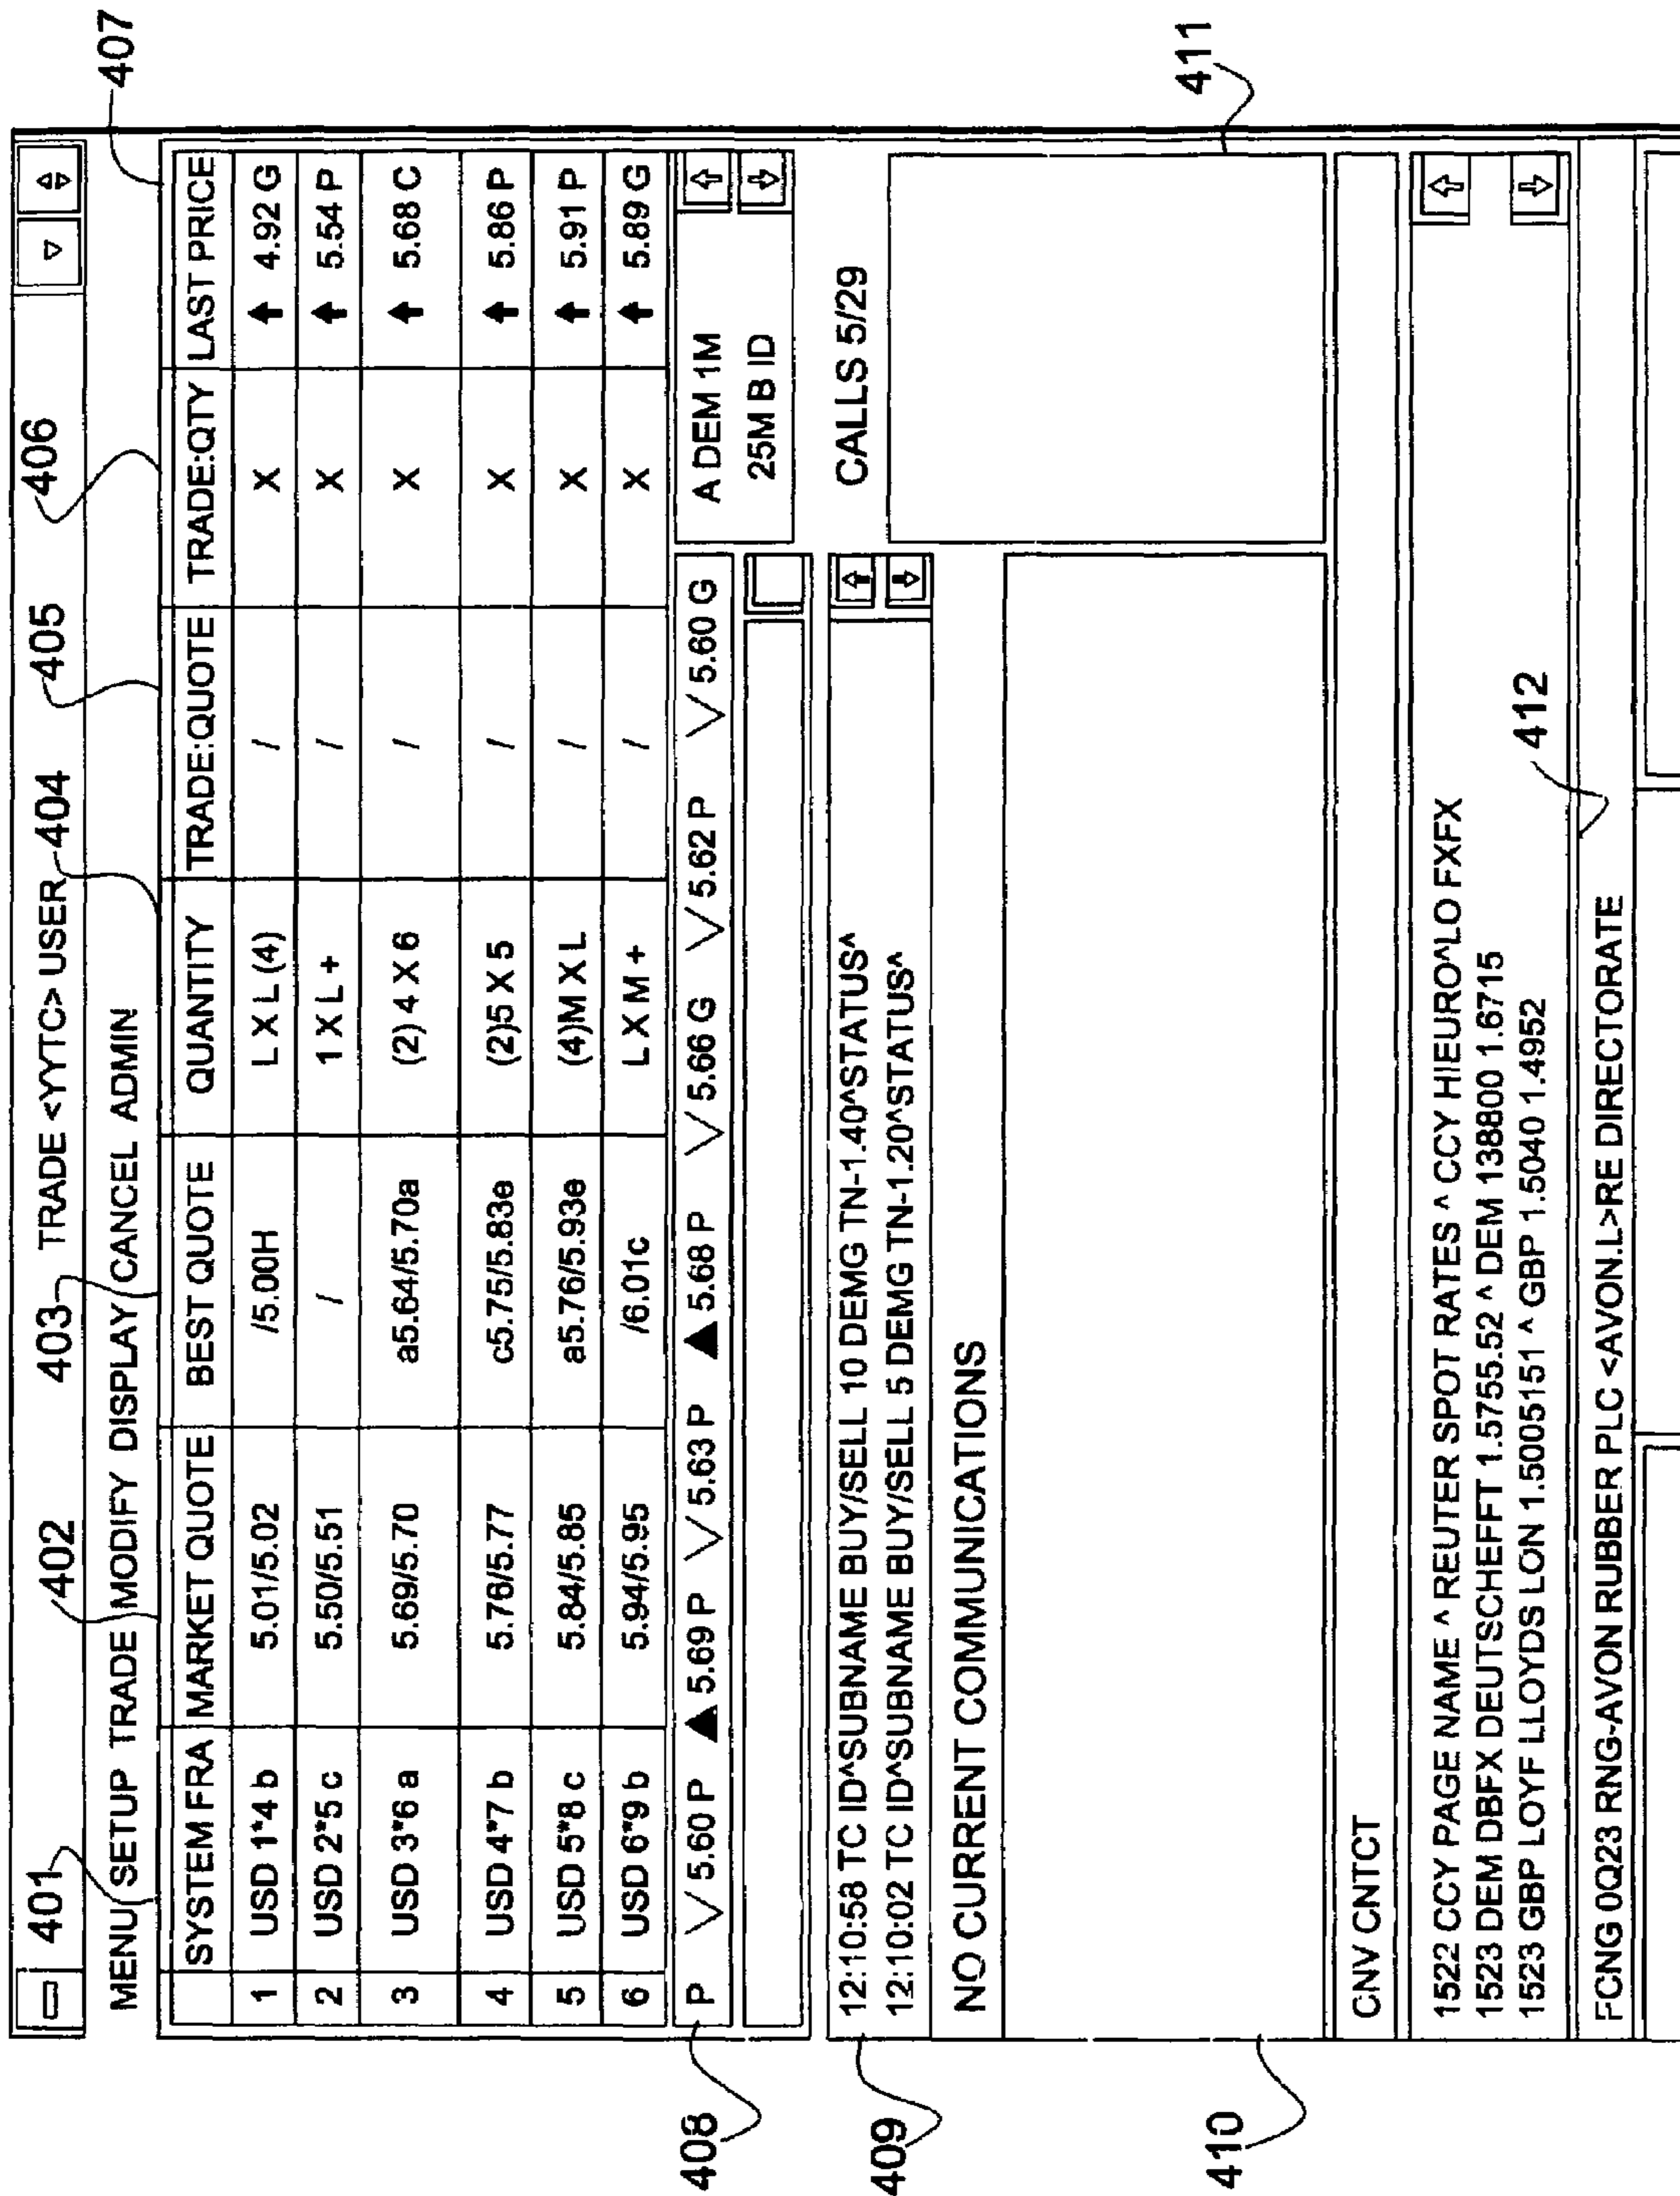 401 402 403 404 405 406 407
TRADE <YYTC> USER
MENU/SETUP TRADE MODIFY DISPLAY CANCEL ADMIN
SYSTEM FRA MARKET QUOTE BEST QUOTE QUANTITY TRADE:QUOTE TRADE:QTY LAST PRICE
1 USD 1*4 b 5.01/5.02 /5.00H L X L (4) / X 4.92 G
2 USD 2*5 c 5.50/5.51 / 1 X L + / X 5.54 P
3 USD 3*6 a 5.69/5.70 a5.64/5.70a (2) 4 X 6 / X 5.68 C
4 USD 4*7 b 5.76/5.77 c5.75/5.83e (2)5 X 5 / X 5.86 P
5 USD 5*8 c 5.84/5.85 a5.76/5.93e (4)M X L / X 5.91 P
6 USD 6*9 b 5.94/5.95 /6.01c L X M + / X 5.89 G
408 P 5.60 P 5.69 P 5.63 P 5.68 P 5.66 G 5.62 P 5.60 G
A DEM 1M
25M B ID
409 12:10:58 TC ID^SUBNAME BUY/SELL 10 DEMG TN-1.40^STATUS^
12:10:02 TC ID^SUBNAME BUY/SELL 5 DEMG TN-1.20^STATUS^
CALLS 5/29
NO CURRENT COMMUNICATIONS
410 411
CNV CNTCT
1522 CCY PAGE NAME ^ REUTER SPOT RATES ^ CCY HIEURO^LO FXFX
1523 DEM DBFX DEUTSCHEFFT 1.5755.52 ^ DEM 138800 1.6715
1523 GBP LOYF LLOYDS LON 1.5005151 ^ GBP 1.5040 1.4952
412
FCNG 0Q23 RNG-AVON RUBBER PLC <AVON.L>RE DIRECTORATE